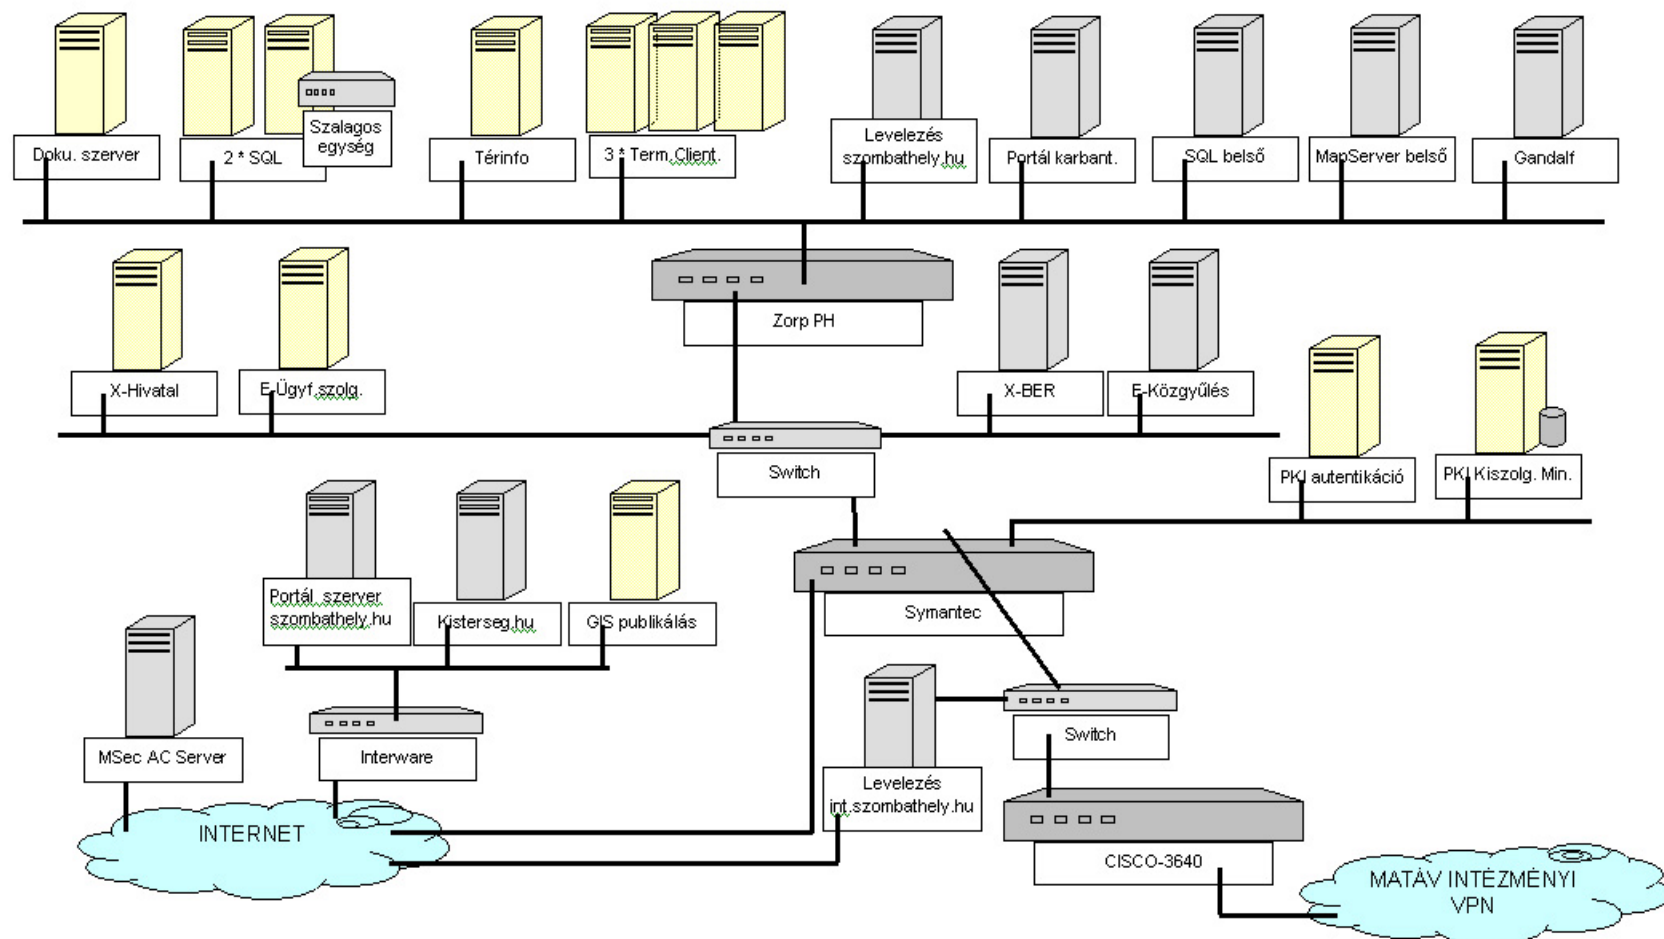 Doku. szerver
2 * SQL
Szalagos
egység
Térinfo
3 * Term.Client.
Levelezés
szombathely.hu
Portál karbant.
SQL belső
MapServer belső
Gandalf
Zorp PH
X-Hivatal
E-Ügyf.szolg.
X-BER
E-Közgyűlés
Switch
PKI autentikáció
PKI Kiszolg. Min.
Portál szerver
szombathely.hu
Kisterseg.hu
GIS publikálás
Symantec
MSec AC Server
Interware
Levelezés
int.szombathely.hu
Switch
INTERNET
CISCO-3640
MATÁV INTÉZMÉNYI
VPN